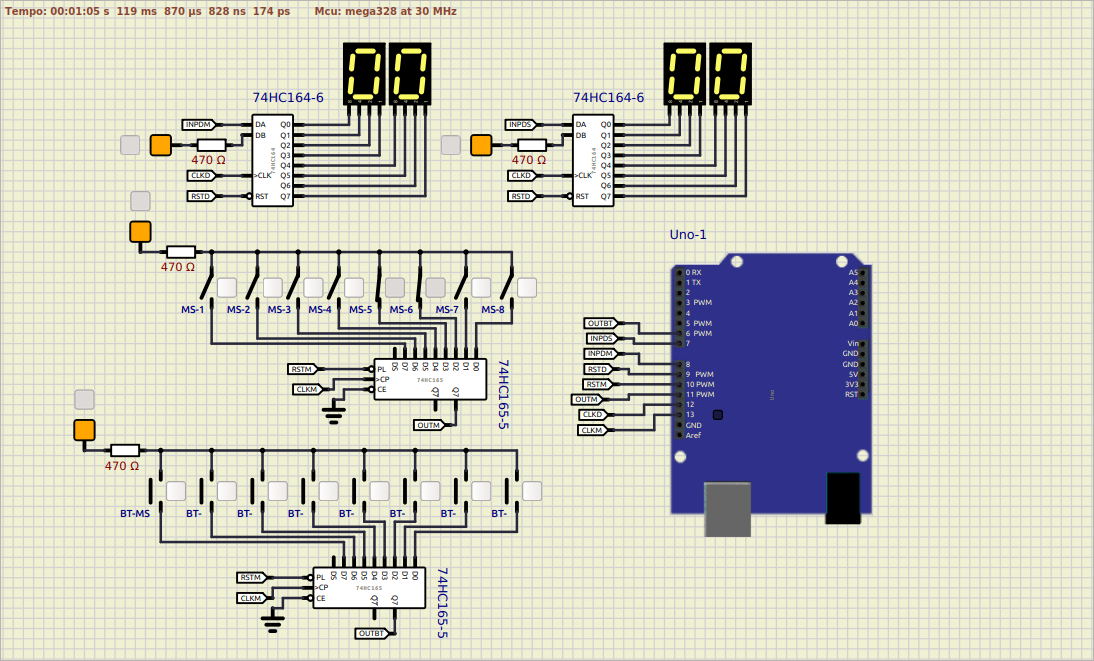 Tempo: 00:01:05 s 119 ms 870 µs 828 ns 174 ps Mcu: mega328 at 30 MHz
74HC164-6
INPDM
470 Ω
CLKD
RSTD
DA
DB
>CLK
RST
74HC164
Q0
Q1
Q2
Q3
Q4
Q5
Q6
Q7
74HC164-6
INPDS
470 Ω
CLKD
RSTD
DA
DB
>CLK
RST
74HC164
Q0
Q1
Q2
Q3
Q4
Q5
Q6
Q7
470 Ω
MS-1 MS-2 MS-3 MS-4 MS-5 MS-6 MS-7 MS-8
RSTM
CLKM
DS D7 D6 D5 D4 D3 D2 D1 D0
PL
>CP
CE
74HC165
Q7 Q7
OUTM
74HC165-5
470 Ω
BT-MS BT- BT- BT- BT- BT- BT- BT-
RSTM
CLKM
DS D7 D6 D5 D4 D3 D2 D1 D0
PL
>CP
CE
74HC165
Q7 Q7
OUTBT
74HC165-5
Uno-1
OUTBT
INPDS
INPDM
RSTD
RSTM
OUTM
CLKD
CLKM
0 RX
1 TX
2
3 PWM
4
5 PWM
6 PWM
7
8
9 PWM
10 PWM
11 PWM
12
13
GND
Aref
Uno
A5
A4
A3
A2
A1
A0
Vin
GND
GND
5V
3V3
RST